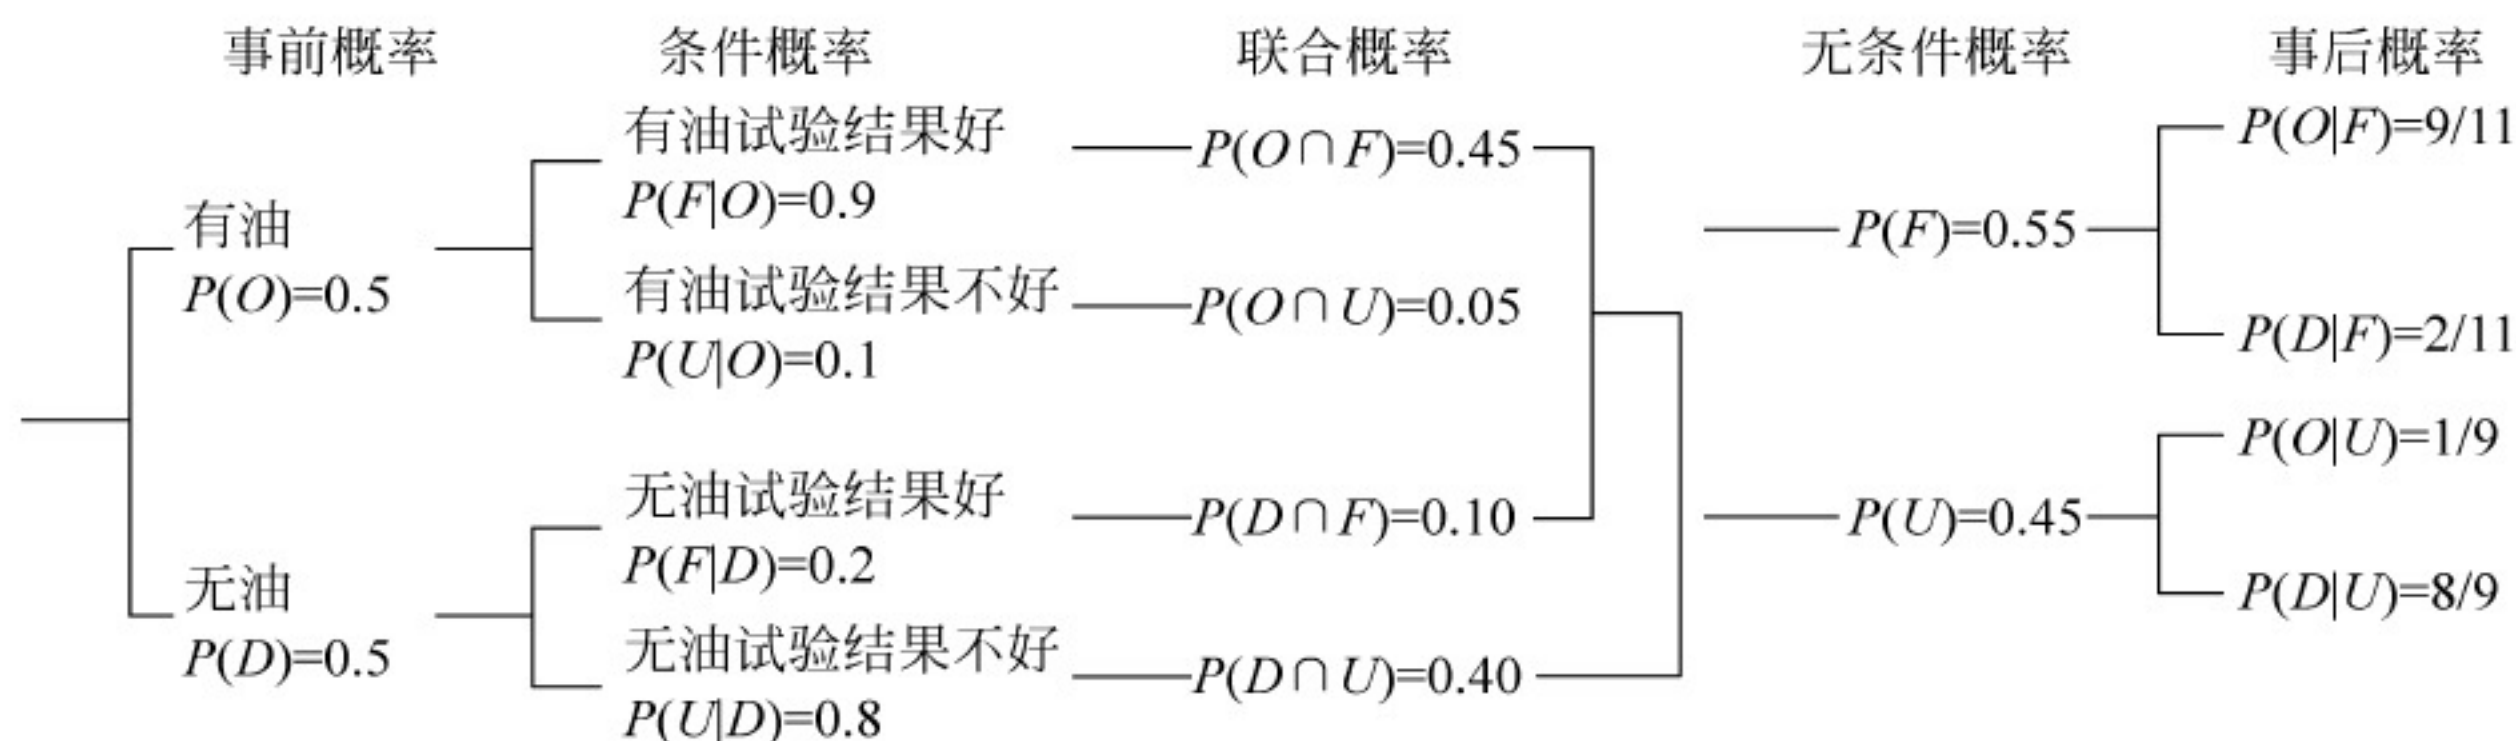 事前概率 条件概率 联合概率 无条件概率 事后概率
有油试验结果好
P(F|O)=0.9
P(O∩F)=0.45
P(O|F)=9/11
有油
P(O)=0.5
P(F)=0.55
有油试验结果不好
P(U|O)=0.1
P(O∩U)=0.05
P(D|F)=2/11
P(O|U)=1/9
无油试验结果好
P(F|D)=0.2
P(D∩F)=0.10
P(U)=0.45
无油
P(D)=0.5
P(D|U)=8/9
无油试验结果不好
P(U|D)=0.8
P(D∩U)=0.40